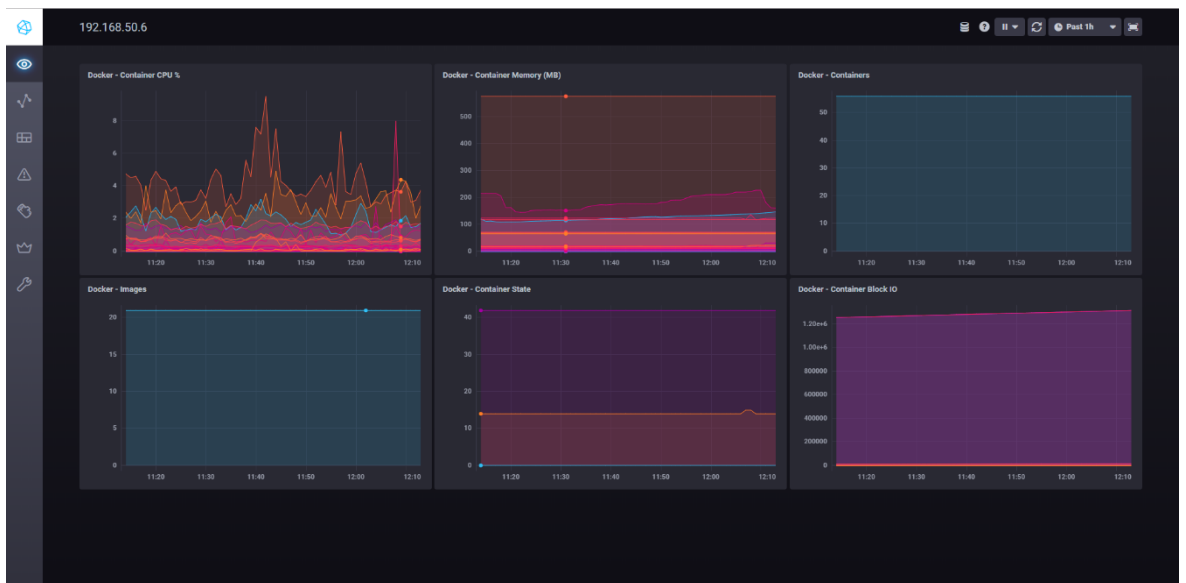 192.168.50.6
Past 1h
Docker - Container CPU %
8
6
4
2
0
11:20 11:30 11:40 11:50 12:00 12:10
Docker - Container Memory (MB)
500
400
300
200
100
0
11:20 11:30 11:40 11:50 12:00 12:10
Docker - Containers
50
40
30
20
10
0
11:20 11:30 11:40 11:50 12:00 12:10
Docker - Images
20
15
10
5
0
11:20 11:30 11:40 11:50 12:00 12:10
Docker - Container State
40
30
20
10
0
11:20 11:30 11:40 11:50 12:00 12:10
Docker - Container Block IO
1.20e+6
1.00e+6
800000
600000
400000
200000
0
11:20 11:30 11:40 11:50 12:00 12:10